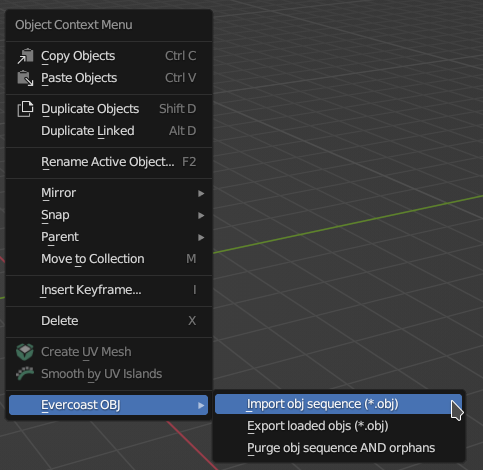 Object Context Menu
Copy Objects Ctrl C
Paste Objects Ctrl V
Duplicate Objects Shift D
Duplicate Linked Alt D
Rename Active Object... F2
Mirror
Snap
Parent
Move to Collection M
Insert Keyframe... I
Delete X
Create UV Mesh
Smooth by UV Islands
Evercoast OBJ
Import obj sequence (*.obj)
Export loaded objs (*.obj)
Purge obj sequence AND orphans